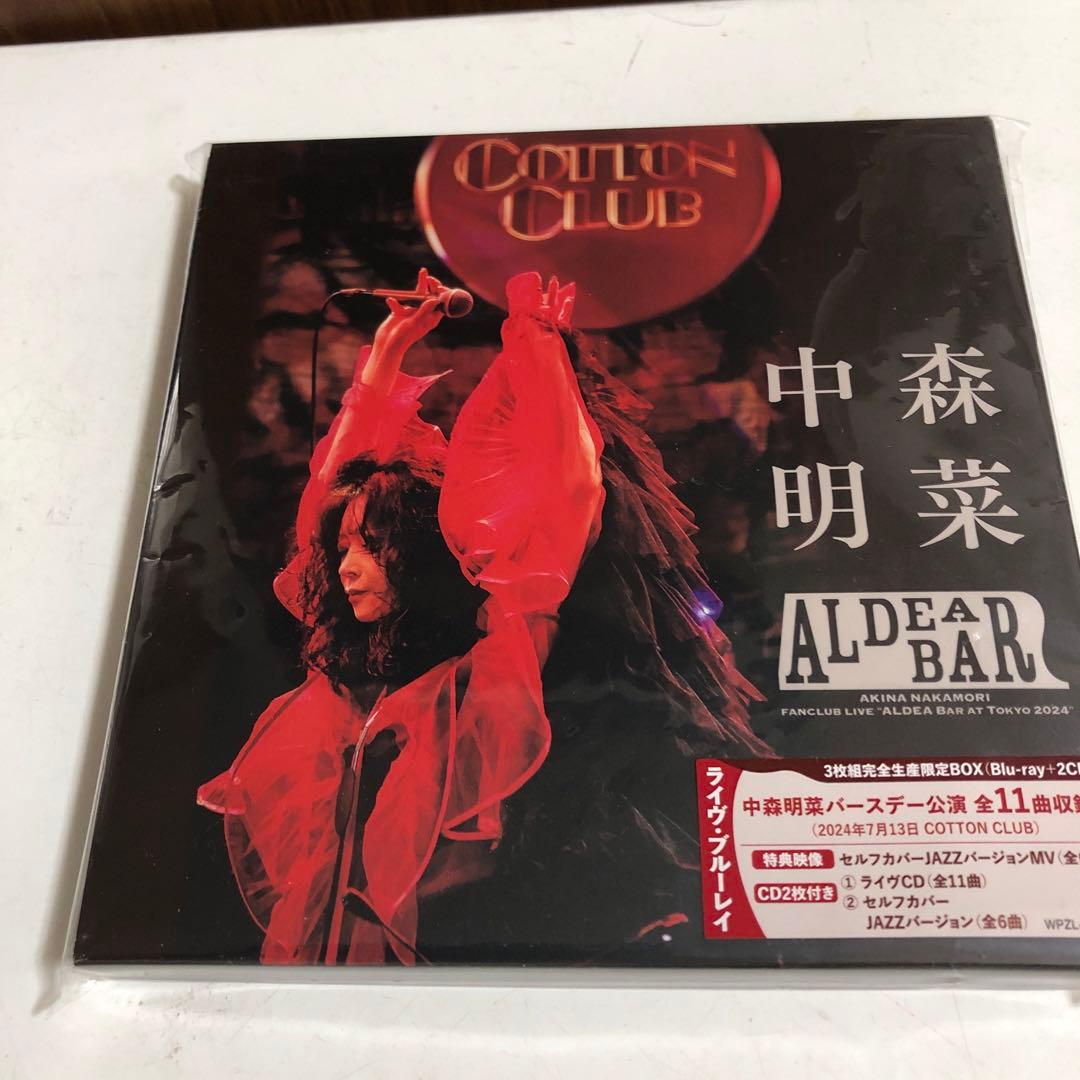 COTTON
CLUB
中森
明菜
ALDEA
BAR
AKINA NAKAMORI
FANCLUB LIVE "ALDEA BAR AT TOKYO 2024"
ライヴ・ブルーレイ
3枚組完全生産限定BOX(Blu-ray+2C
中森明菜バースデー公演 全11曲収録
(2024年7月13日 COTTON CLUB)
特典映像 セルフカバーJAZZバージョンMV(全
CD2枚付き ① ライヴCD(全11曲)
② セルフカバー
JAZZバージョン(全6曲) WPZL